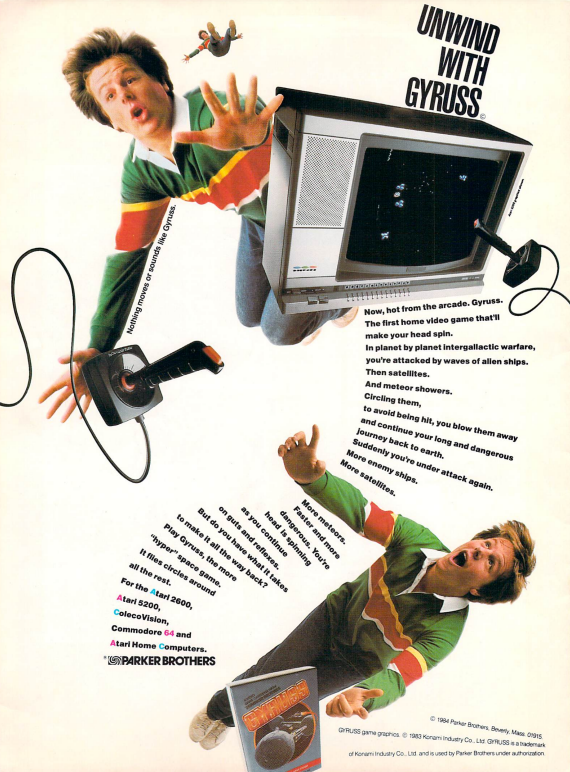 UNWIND
WITH
GYRUSS©
Nothing moves or sounds like Gyruss.
Now, hot from the arcade. Gyruss.
The first home video game that'll
make your head spin.
In planet by planet intergallactic warfare,
you're attacked by waves of alien ships.
Then satellites.
And meteor showers.
Circling them,
to avoid being hit, you blow them away
and continue your long and dangerous
journey back to earth.
Suddenly you're under attack again.
More enemy ships.
More satellites.
More meteors.
Faster and more
dangerous. You're
head is spinning
as you continue
on guts and reflexes.
But do you have what it takes
to make it all the way back?
Play Gyruss, the more
"hyper" space game.
It flies circles around
all the rest.
For the Atari 2600,
Atari 5200,
ColecoVision,
Commodore 64 and
Atari Home Computers.
PARKER BROTHERS
GYRUSS
© 1984 Parker Brothers, Beverly, Mass. 01915.
GYRUSS game graphics. © 1983 Konami Industry Co., Ltd. GYRUSS is a trademark
of Konami Industry Co., Ltd. and is used by Parker Brothers under authorization.